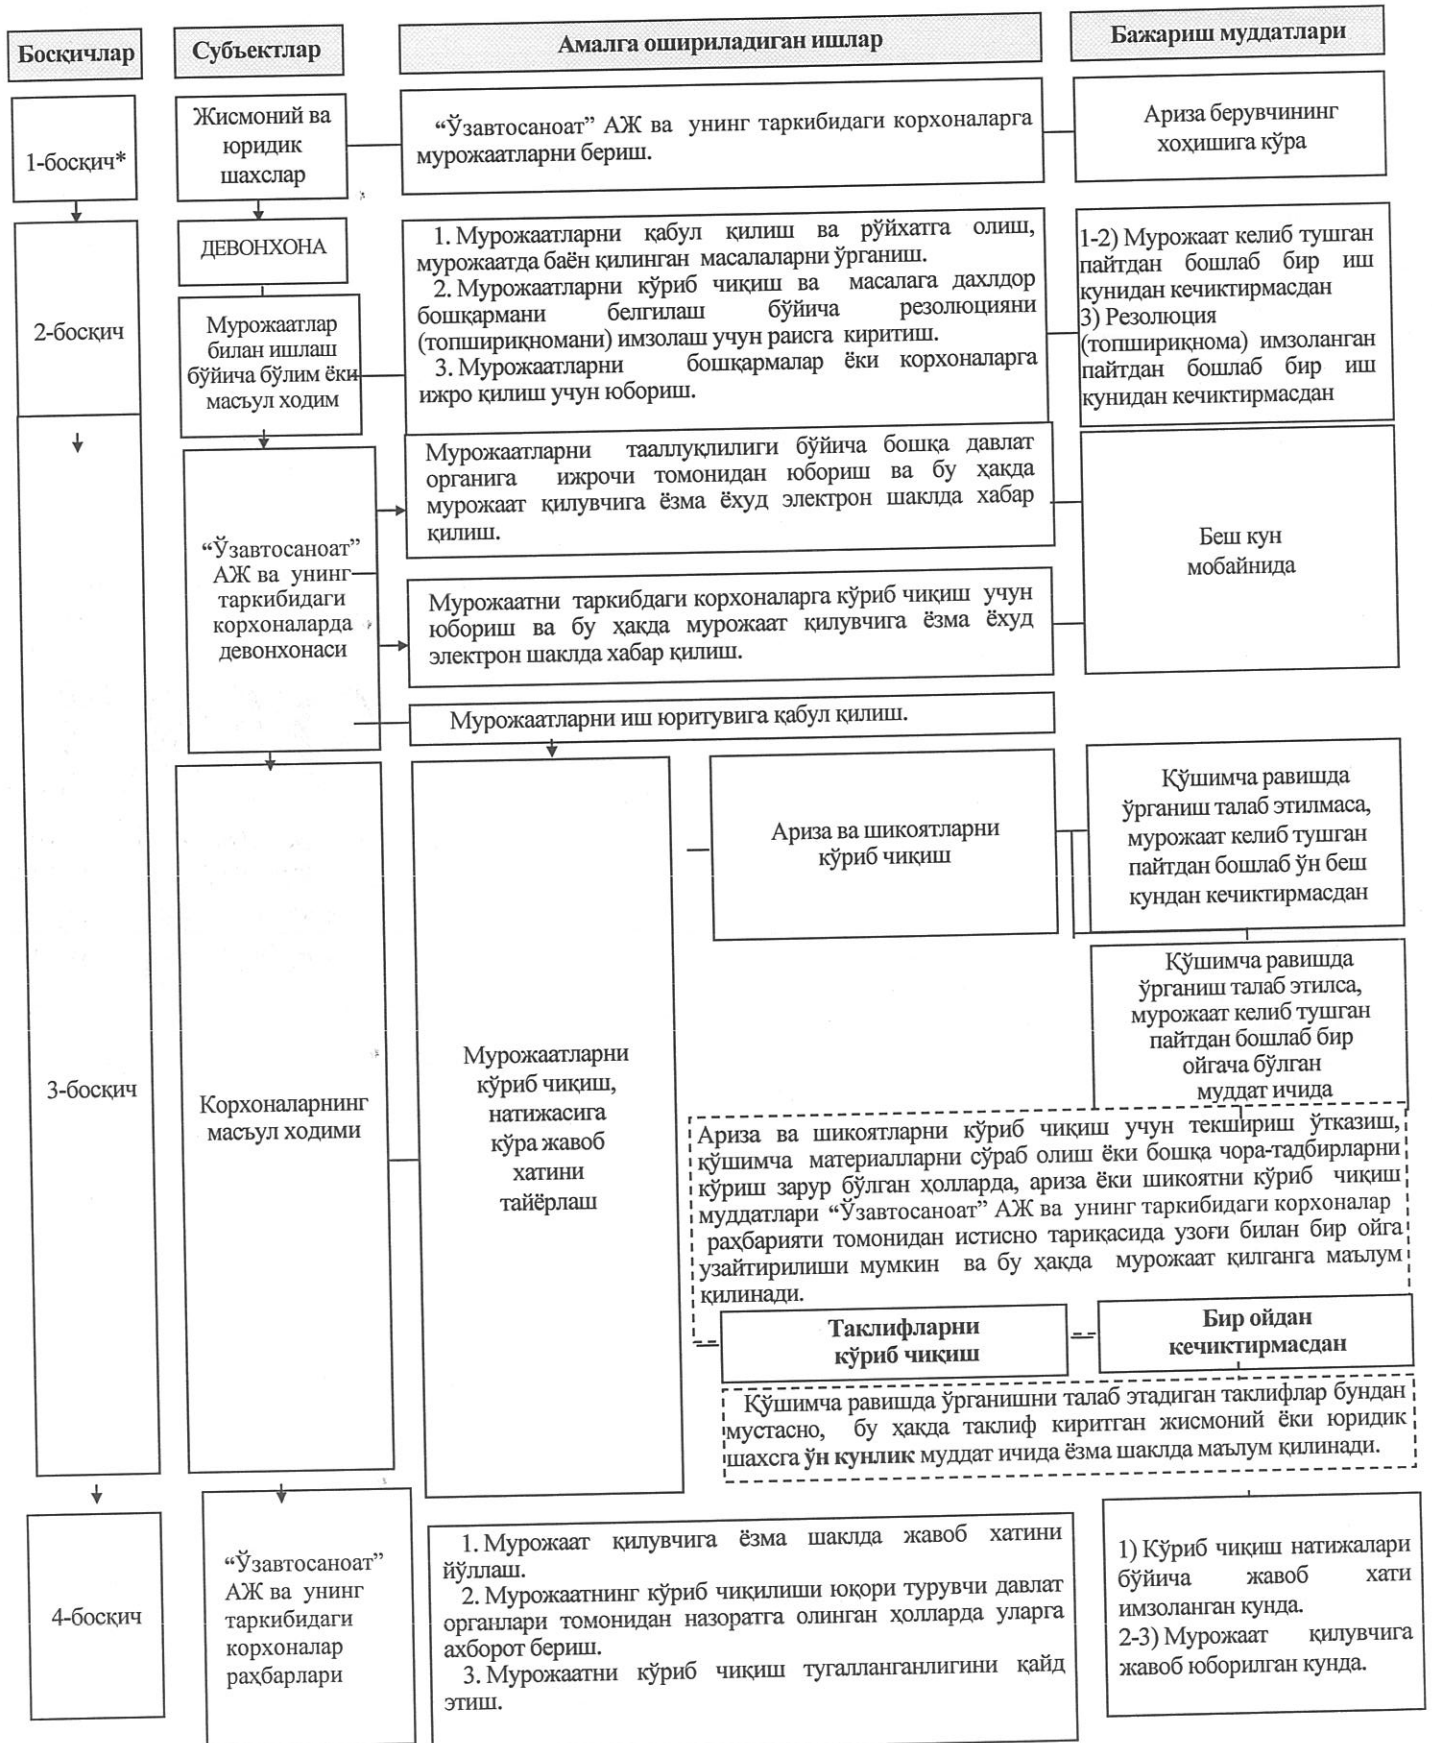 Босқичлар
Субъектлар
Амалга ошириладиган ишлар
Бажариш муддатлари
1-босқич*
Жисмоний ва
юридик
шахслар
“Ўзавтосаноат” АЖ ва унинг таркибидаги корхоналарга
мурожаатларни бериш.
Ариза берувчининг
хоҳишига кўра
2-босқич
ДЕВОНХОНА
Мурожаатлар
билан ишлаш
бўйича бўлим ёки
масъул ходим
1. Мурожаатларни қабул қилиш ва рўйхатга олиш,
мурожаатда баён қилинган масалаларни ўрганиш.
2. Мурожаатларни кўриб чиқиш ва масалага дахлдор
бошқармани белгилаш бўйича резолюцияни
(топшириқномани) имзолаш учун раисга киритиш.
3. Мурожаатларни бошқармалар ёки корхоналарга
ижро қилиш учун юбориш.
1-2) Мурожаат келиб тушган
пайтдан бошлаб бир иш
кунидан кечиктирмасдан
3) Резолюция
(топшириқнома) имзоланган
пайтдан бошлаб бир иш
кунидан кечиктирмасдан
3-босқич
“Ўзавтосаноат”
АЖ ва унинг
таркибидаги
корхоналарда
девонхонаси
Мурожаатларни тааллуқлилиги бўйича бошқа давлат
органига ижрочи томонидан юбориш ва бу ҳақда
мурожаат қилувчига ёзма ёхуд электрон шаклда хабар
қилиш.
Мурожаатни таркибдаги корхоналарга кўриб чиқиш учун
юбориш ва бу ҳақда мурожаат қилувчига ёзма ёхуд
электрон шаклда хабар қилиш.
Беш кун
мобайнида
Мурожаатларни иш юритувига қабул қилиш.
Корхоналарнинг
масъул ходими
Мурожаатларни
кўриб чиқиш,
натижасига
кўра жавоб
хатини
тайёрлаш
Ариза ва шикоятларни
кўриб чиқиш
Қўшимча равишда
ўрганиш талаб этилмаса,
мурожаат келиб тушган
пайтдан бошлаб ўн беш
кундан кечиктирмасдан
Қўшимча равишда
ўрганиш талаб этилса,
мурожаат келиб тушган
пайтдан бошлаб бир
ойгача бўлган
муддат ичида
Ариза ва шикоятларни кўриб чиқиш учун текшириш ўтказиш,
қўшимча материалларни сўраб олиш ёки бошқа чора-тадбирларни
кўриш зарур бўлган ҳолларда, ариза ёки шикоятни кўриб чиқиш
муддатлари “Ўзавтосаноат” АЖ ва унинг таркибидаги корхоналар
раҳбарияти томонидан истисно тариқасида узоғи билан бир ойга
узайтирилиши мумкин ва бу ҳақда мурожаат қилганга маълум
қилинади.
Таклифларни
кўриб чиқиш
Бир ойдан
кечиктирмасдан
Қўшимча равишда ўрганишни талаб этадиган таклифлар бундан
мустасно, бу ҳақда таклиф киритган жисмоний ёки юридик
шахсга ўн кунлик муддат ичида ёзма шаклда маълум қилинади.
4-босқич
“Ўзавтосаноат”
АЖ ва унинг
таркибидаги
корхоналар
раҳбарлари
1. Мурожаат қилувчига ёзма шаклда жавоб хатини
йўллаш.
2. Мурожаатнинг кўриб чиқилиши юқори турувчи давлат
органлари томонидан назоратга олинган ҳолларда уларга
ахборот бериш.
3. Мурожаатни кўриб чиқиш тугалланганлигини қайд
этиш.
1) Кўриб чиқиш натижалари
бўйича жавоб хати
имзоланган кунда.
2-3) Мурожаат қилувчига
жавоб юборилган кунда.